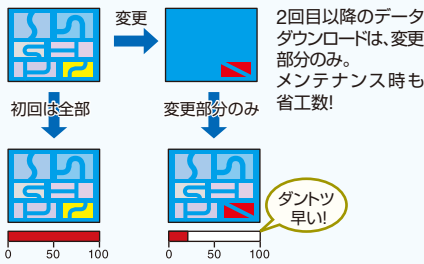 変更
2回目以降のデータ
ダウンロードは、変更
部分のみ。
メンテナンス時も
省工数!
初回は全部
変更部分のみ
ダントツ
早い!
0 50 100
0 50 100